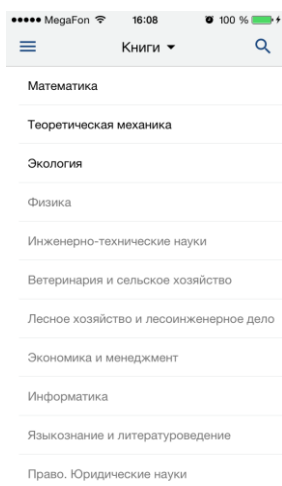 MegaFon 16:08 100 %
Книги
Математика
Теоретическая механика
Экология
Физика
Инженерно-технические науки
Ветеринария и сельское хозяйство
Лесное хозяйство и лесоинженерное дело
Экономика и менеджмент
Информатика
Языкознание и литературоведение
Право. Юридические науки